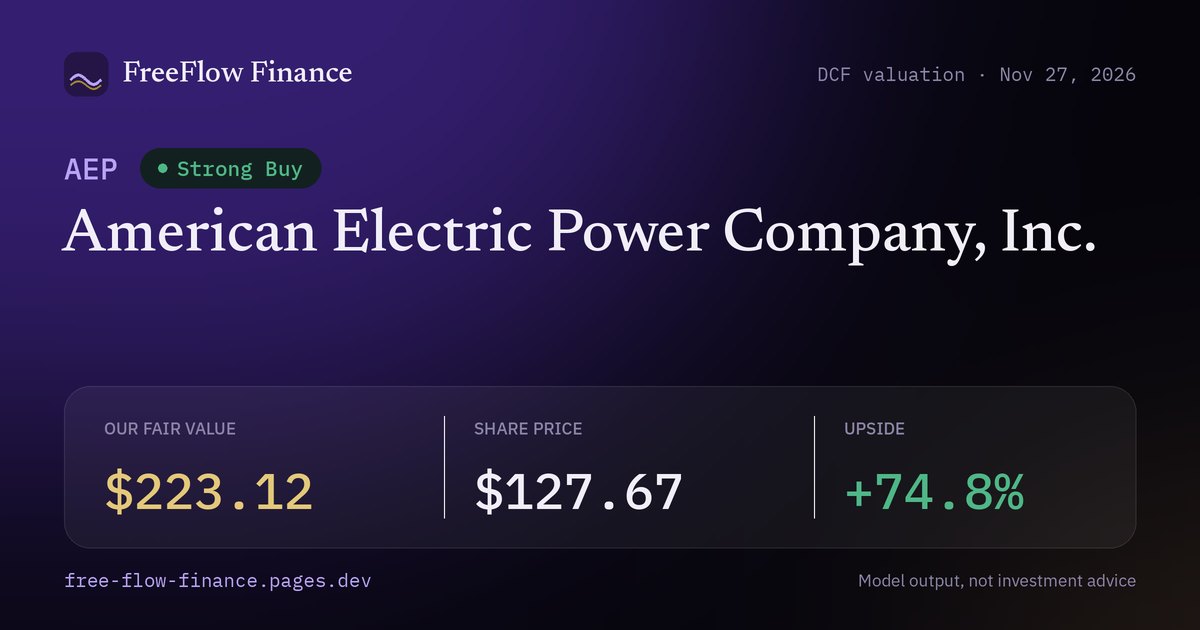 FreeFlow Finance
DCF valuation · Nov 27, 2026
AEP
Strong Buy
American Electric Power Company, Inc.
OUR FAIR VALUE
$223.12
SHARE PRICE
$127.67
UPSIDE
+74.8%
free-flow-finance.pages.dev
Model output, not investment advice